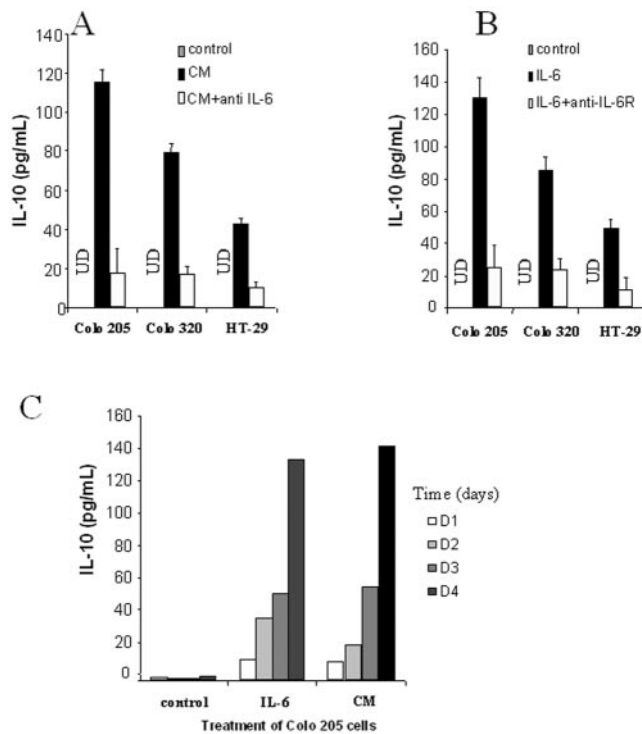 A
control
CM
CM+anti IL-6
IL-10 (pg/mL)
140
120
100
80
60
40
20
0
UD
UD
UD
Colo 205
Colo 320
HT-29
B
control
IL-6
IL-6+anti-IL-6R
IL-10 (pg/mL)
160
140
120
100
80
60
40
20
0
UD
UD
UD
Colo 205
Colo 320
HT-29
C
IL-10 (pg/mL)
160
140
120
100
80
60
40
20
0
control
IL-6
CM
Treatment of Colo 205 cells
Time (days)
D1
D2
D3
D4